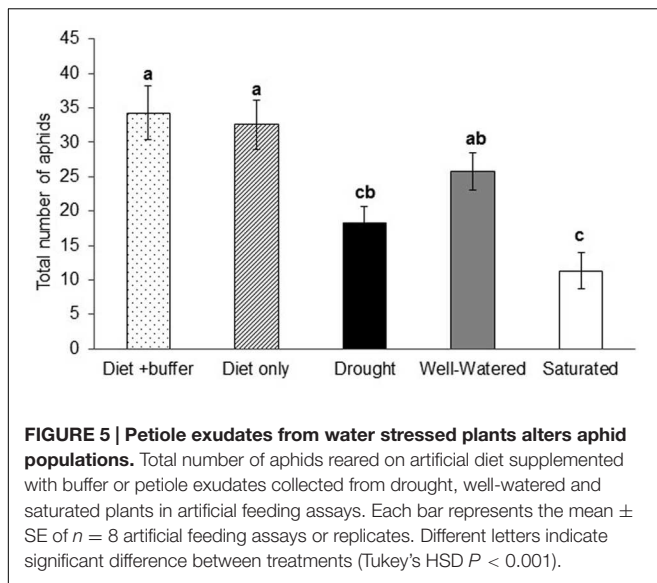 45
40
35
30
25
20
15
10
5
0
Total number of aphids
a
a
cb
ab
c
Diet +buffer Diet only Drought Well-Watered Saturated
FIGURE 5 | Petiole exudates from water stressed plants alters aphid
populations. Total number of aphids reared on artificial diet supplemented
with buffer or petiole exudates collected from drought, well-watered and
saturated plants in artificial feeding assays. Each bar represents the mean ±
SE of n = 8 artificial feeding assays or replicates. Different letters indicate
significant difference between treatments (Tukey's HSD P < 0.001).